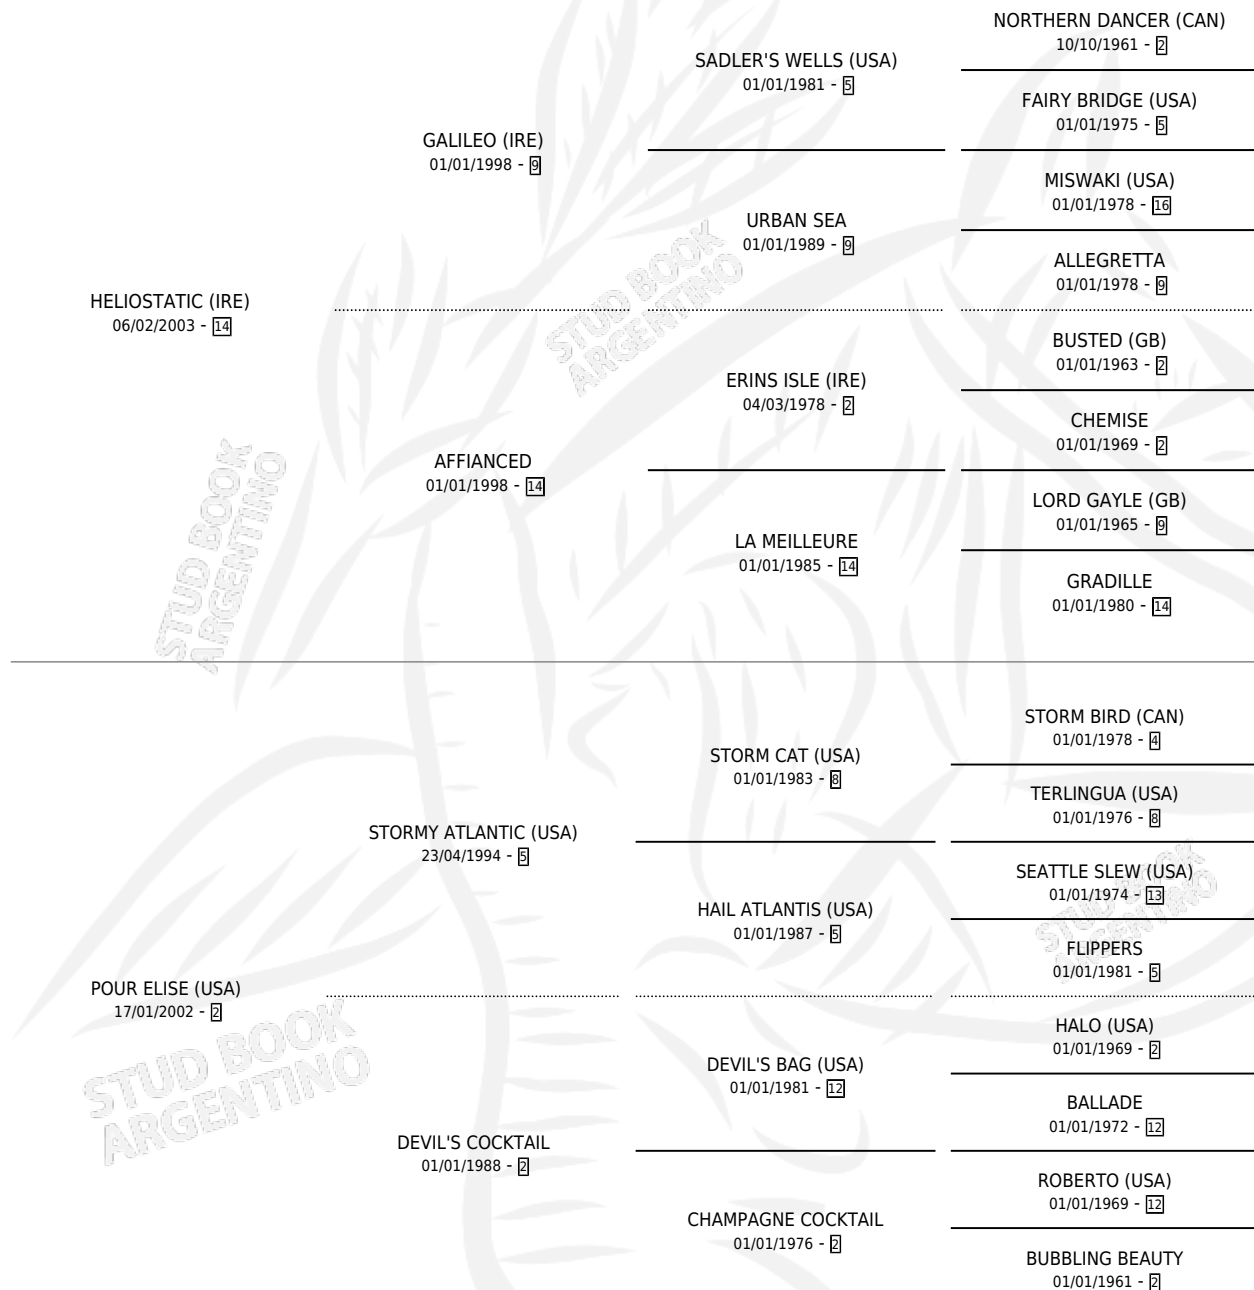 NORTHERN DANCER (CAN)
10/10/1961 - 2
SADLER'S WELLS (USA)
01/01/1981 - 5
FAIRY BRIDGE (USA)
01/01/1975 - 5
GALILEO (IRE)
01/01/1998 - 9
MISWAKI (USA)
01/01/1978 - 16
URBAN SEA
01/01/1989 - 9
ALLEGRETTA
01/01/1978 - 9
HELIOSTATIC (IRE)
06/02/2003 - 14
BUSTED (GB)
01/01/1963 - 2
ERINS ISLE (IRE)
04/03/1978 - 2
CHEMISE
01/01/1969 - 2
AFFIANCED
01/01/1998 - 14
LORD GAYLE (GB)
01/01/1965 - 9
LA MEILLEURE
01/01/1985 - 14
GRADILLE
01/01/1980 - 14
STORM BIRD (CAN)
01/01/1978 - 4
STORM CAT (USA)
01/01/1983 - 8
TERLINGUA (USA)
01/01/1976 - 8
STORMY ATLANTIC (USA)
23/04/1994 - 5
SEATTLE SLEW (USA)
01/01/1974 - 13
HAIL ATLANTIS (USA)
01/01/1987 - 5
FLIPPERS
01/01/1981 - 5
POUR ELISE (USA)
17/01/2002 - 2
HALO (USA)
01/01/1969 - 2
DEVIL'S BAG (USA)
01/01/1981 - 12
BALLADE
01/01/1972 - 12
DEVIL'S COCKTAIL
01/01/1988 - 2
ROBERTO (USA)
01/01/1969 - 12
CHAMPAGNE COCKTAIL
01/01/1976 - 2
BUBBLING BEAUTY
01/01/1961 - 2
STUD BOOK
ARGENTINO
STUD BOOK
ARGENTINO
STUD BOOK
ARGENTINO
STUD BOOK
ARGENTINO